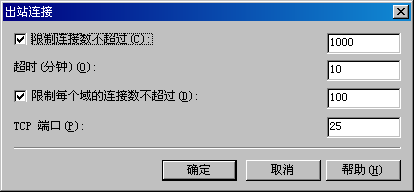 出站连接
限制连接数不超过(C):
1000
超时(分钟)(O):
10
限制每个域的连接数不超过(D):
100
TCP 端口(P):
25
确定
取消
帮助(H)